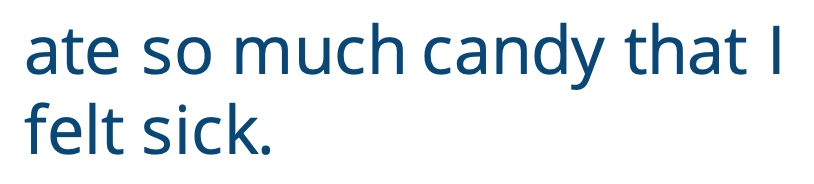 ate so much candy that I
felt sick.